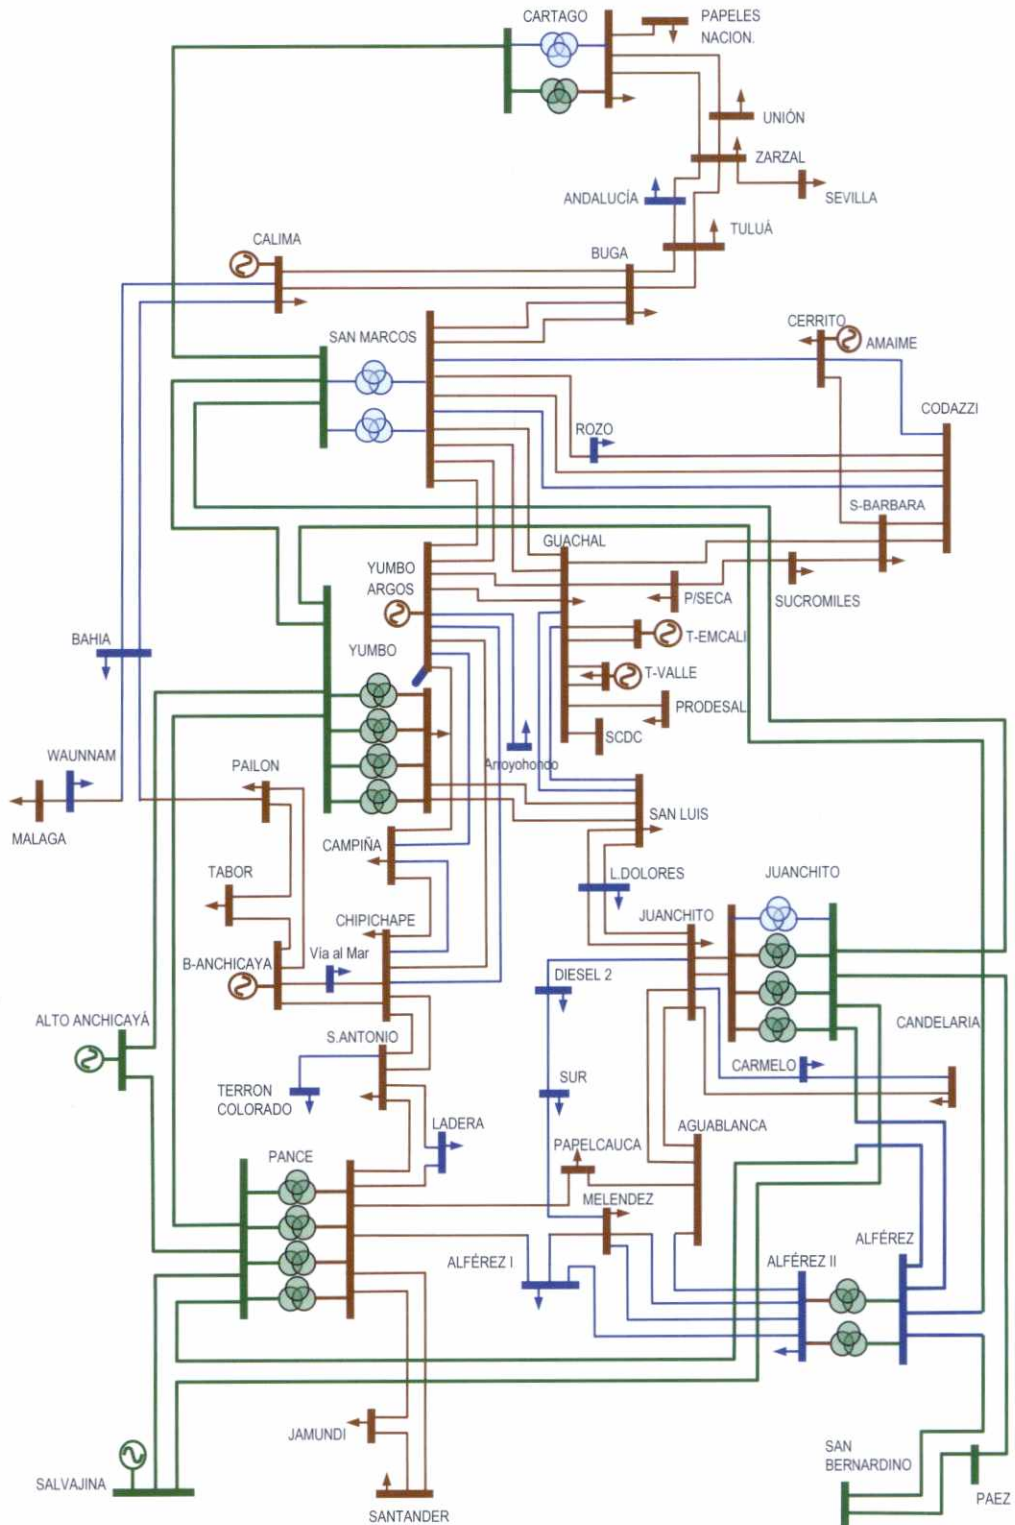 CARTAGO
PAPELES
NACION.
UNIÓN
ZARZAL
SEVILLA
ANDALUCÍA
TULUÁ
CALIMA
BUGA
SAN MARCOS
CERRITO
AMAIME
CODAZZI
ROZO
S-BARBARA
GUACHAL
YUMBO
ARGOS
P/SECA
SUCROMILES
T-EMCALI
BAHIA
YUMBO
T-VALLE
PRODESAL
SCDC
Arroyohondo
WAUNNAM
PAILON
SAN LUIS
MALAGA
CAMPIÑA
TABOR
L.DOLORES
JUANCHITO
CHIPICHAPE
JUANCHITO
Vía al Mar
B-ANCHICAYA
DIESEL 2
ALTO ANCHICAYÁ
CANDELARIA
S.ANTONIO
CARMELO
TERRON
COLORADO
SUR
LADERA
AGUABLANCA
PAPELCAUCA
PANCE
MELENDEZ
ALFÉREZ I
ALFÉREZ II
ALFÉREZ
JAMUNDI
SAN
BERNARDINO
SALVAJINA
PAEZ
SANTANDER